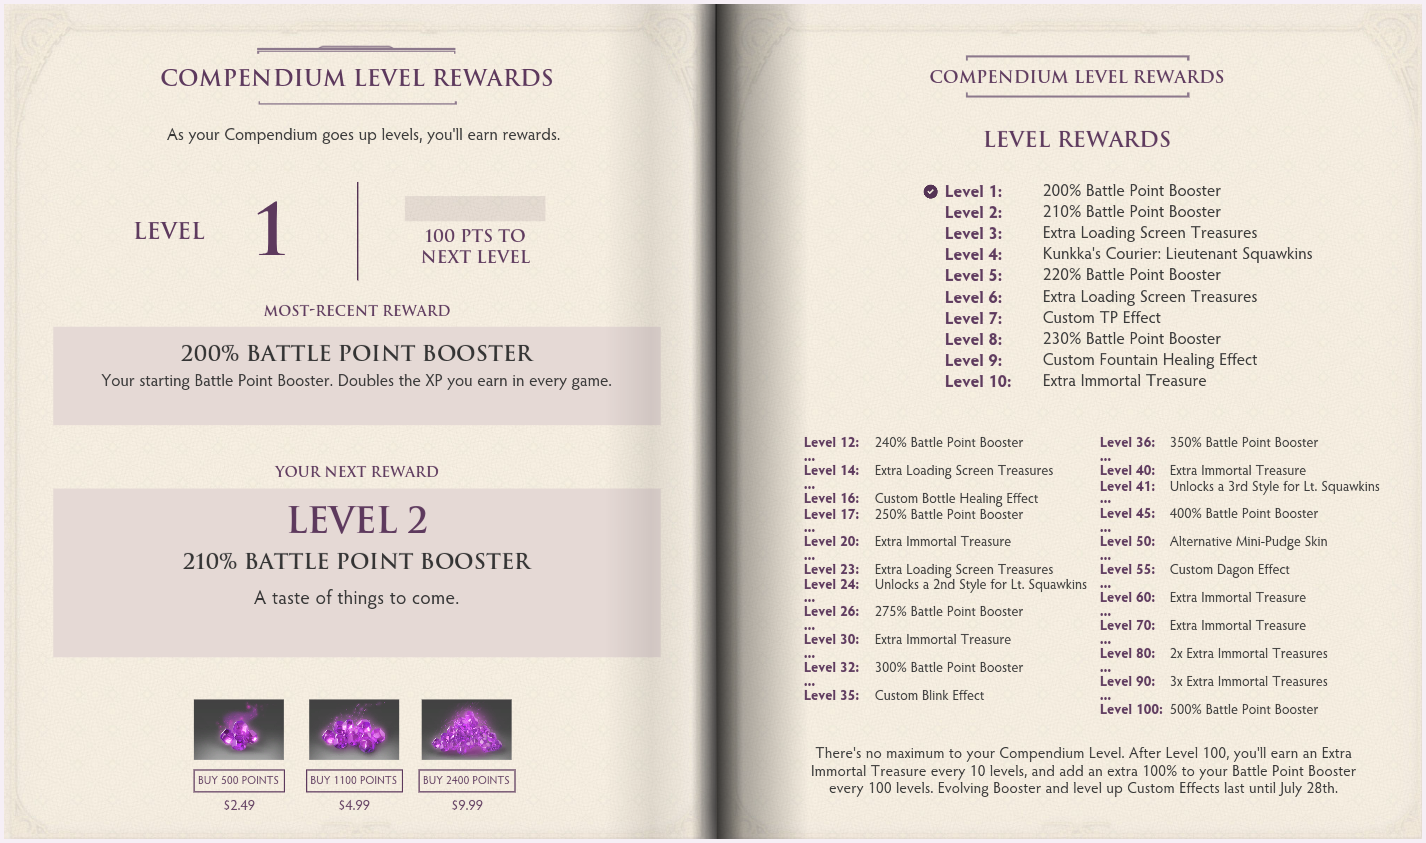 COMPENDIUM LEVEL REWARDS
As your Compendium goes up levels, you'll earn rewards.
LEVEL 1
100 PTS TO
NEXT LEVEL
MOST-RECENT REWARD
200% BATTLE POINT BOOSTER
Your starting Battle Point Booster. Doubles the XP you earn in every game.
YOUR NEXT REWARD
LEVEL 2
210% BATTLE POINT BOOSTER
A taste of things to come.
BUY 500 POINTS
$2.49
BUY 1100 POINTS
$4.99
BUY 2400 POINTS
$9.99
COMPENDIUM LEVEL REWARDS
LEVEL REWARDS
Level 1: 200% Battle Point Booster
Level 2: 210% Battle Point Booster
Level 3: Extra Loading Screen Treasures
Level 4: Kunkka's Courier: Lieutenant Squawkins
Level 5: 220% Battle Point Booster
Level 6: Extra Loading Screen Treasures
Level 7: Custom TP Effect
Level 8: 230% Battle Point Booster
Level 9: Custom Fountain Healing Effect
Level 10: Extra Immortal Treasure
Level 12: 240% Battle Point Booster
...
Level 14: Extra Loading Screen Treasures
...
Level 16: Custom Bottle Healing Effect
Level 17: 250% Battle Point Booster
...
Level 20: Extra Immortal Treasure
...
Level 23: Extra Loading Screen Treasures
Level 24: Unlocks a 2nd Style for Lt. Squawkins
...
Level 26: 275% Battle Point Booster
...
Level 30: Extra Immortal Treasure
...
Level 32: 300% Battle Point Booster
...
Level 35: Custom Blink Effect
Level 36: 350% Battle Point Booster
...
Level 40: Extra Immortal Treasure
Level 41: Unlocks a 3rd Style for Lt. Squawkins
...
Level 45: 400% Battle Point Booster
...
Level 50: Alternative Mini-Pudge Skin
...
Level 55: Custom Dagon Effect
...
Level 60: Extra Immortal Treasure
...
Level 70: Extra Immortal Treasure
...
Level 80: 2x Extra Immortal Treasures
...
Level 90: 3x Extra Immortal Treasures
...
Level 100: 500% Battle Point Booster
There's no maximum to your Compendium Level. After Level 100, you'll earn an Extra
Immortal Treasure every 10 levels, and add an extra 100% to your Battle Point Booster
every 100 levels. Evolving Booster and level up Custom Effects last until July 28th.